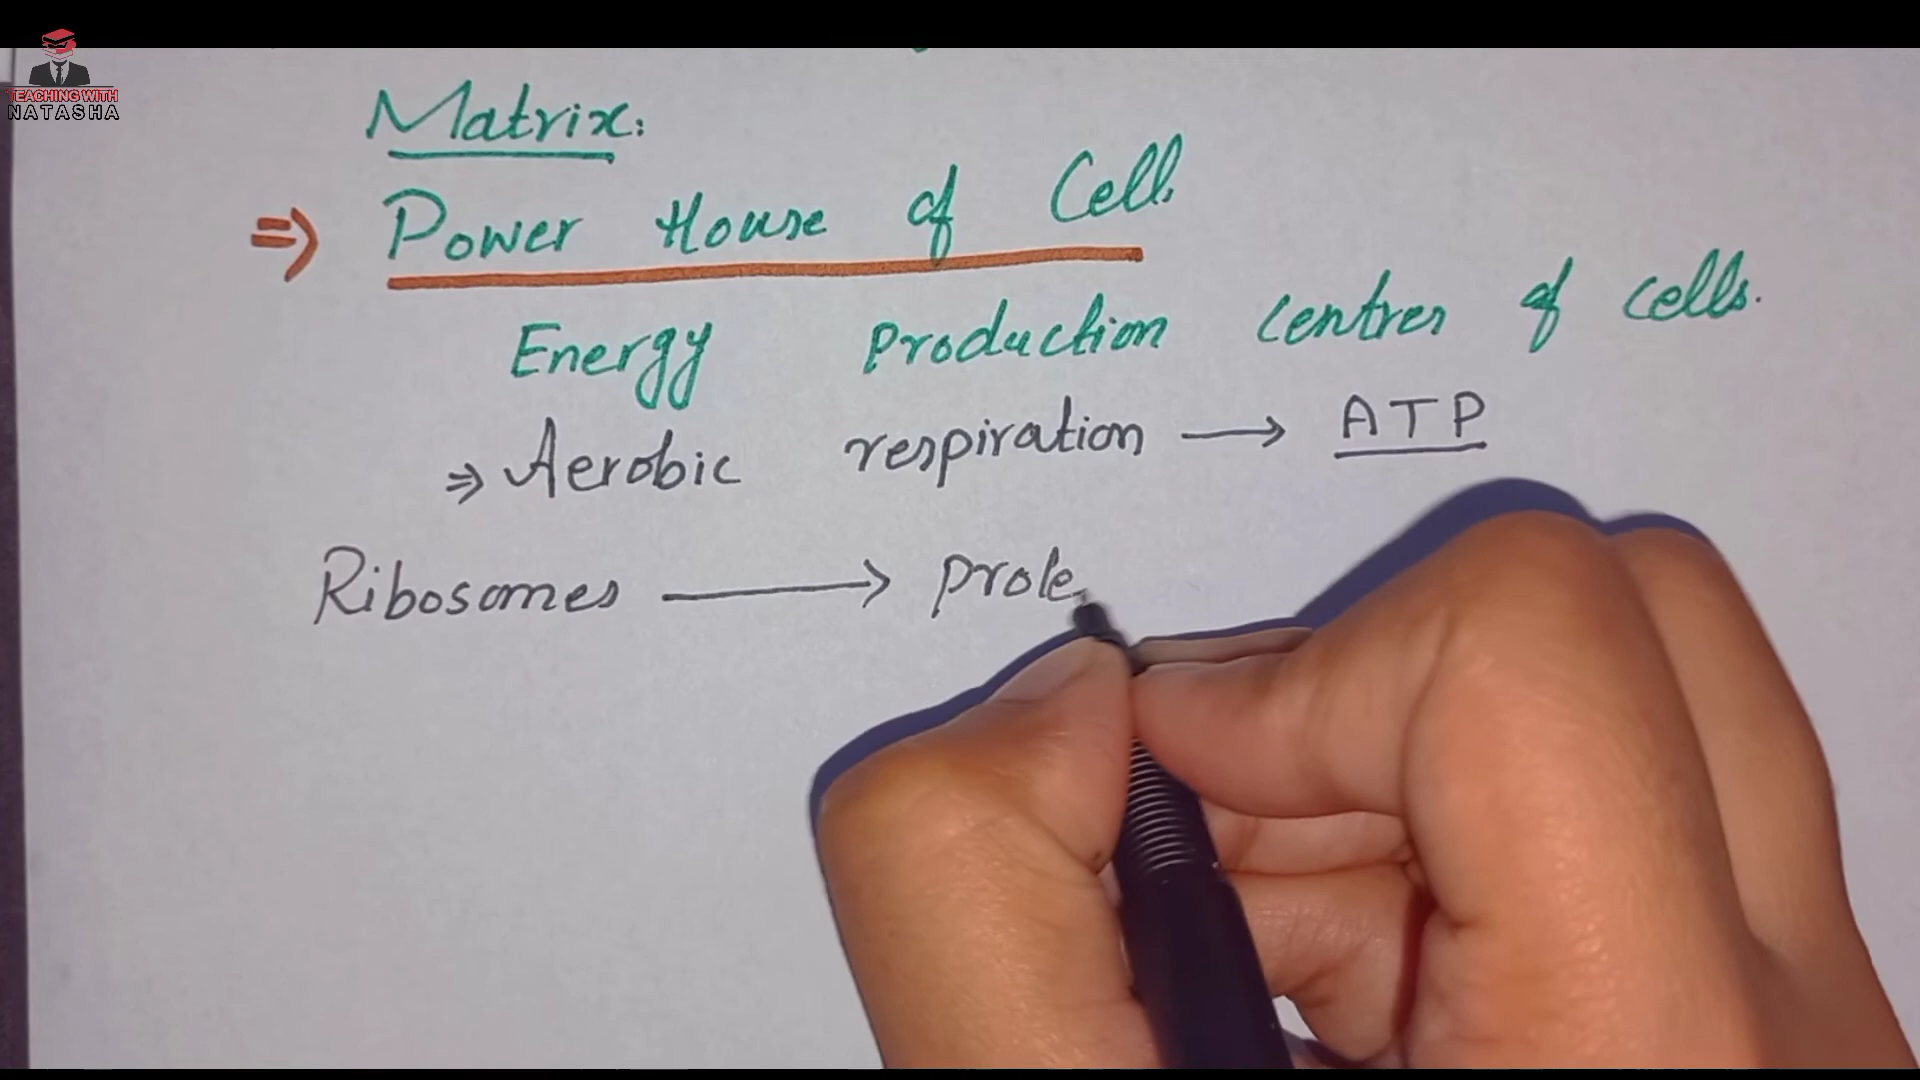 TEACHING WITH
NATASHA
Matrix:
⇒ Power House of Cell.
Energy Production Centres of cells.
⇒ Aerobic respiration → ATP
Ribosomes → Prote